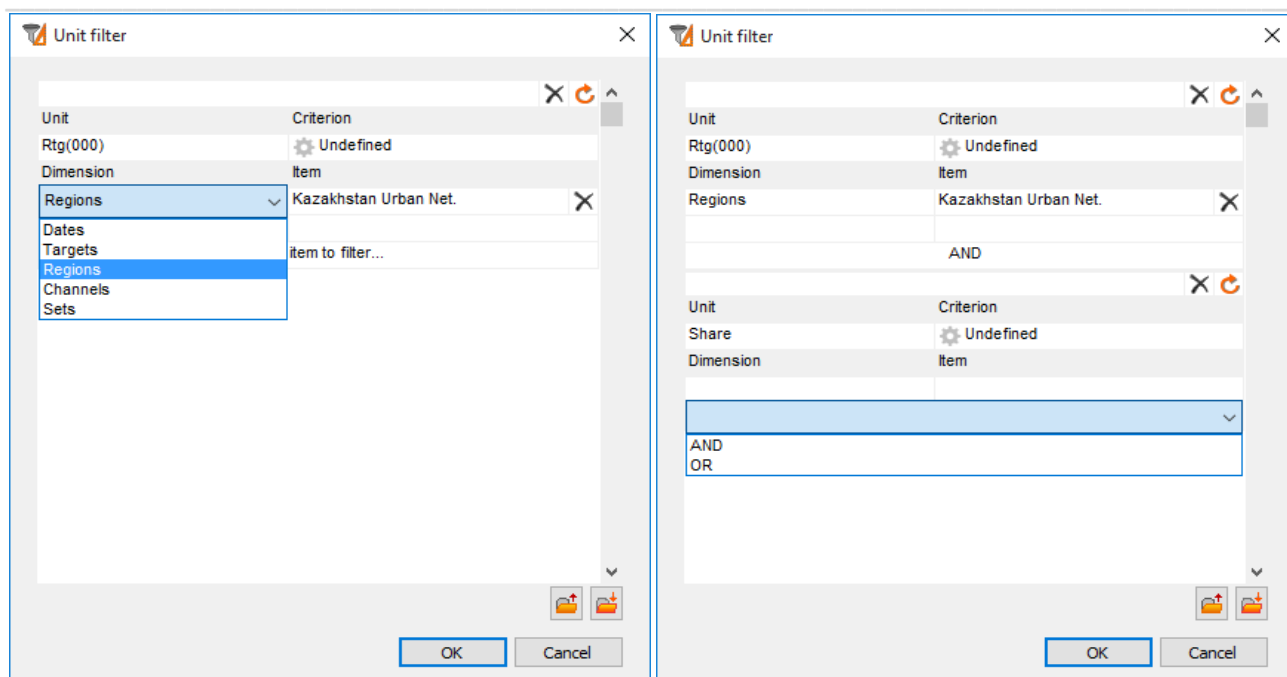 Unit filter
Unit Criterion
Rtg(000) Undefined
Dimension Item
Regions Kazakhstan Urban Net.
Dates
Targets
item to filter...
Regions
Channels
Sets
OK Cancel
Unit filter
Unit Criterion
Rtg(000) Undefined
Dimension Item
Regions Kazakhstan Urban Net.
AND
Unit Criterion
Share Undefined
Dimension Item
AND
OR
OK Cancel